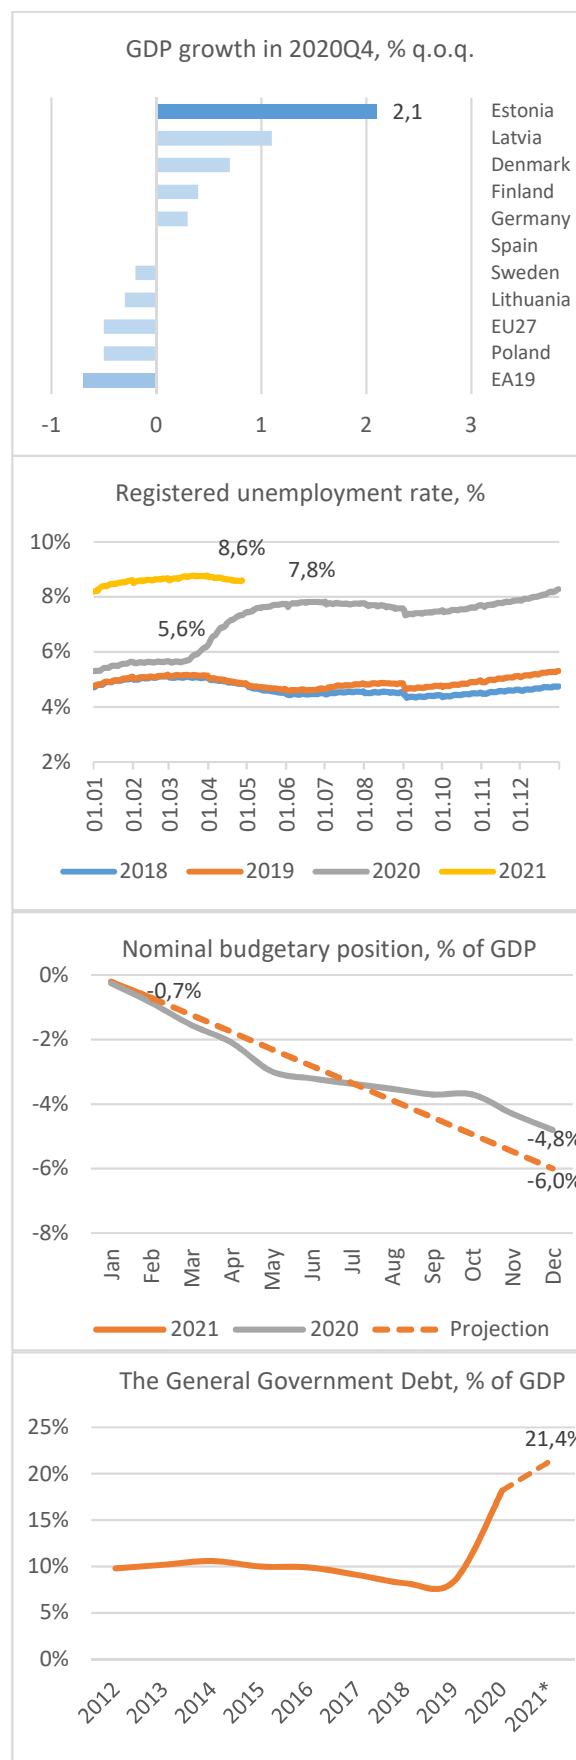 GDP growth in 2020Q4, % q.o.q.
2,1
Estonia
Latvia
Denmark
Finland
Germany
Spain
Sweden
Lithuania
EU27
Poland
EA19
-1 0 1 2 3
Registered unemployment rate, %
10%
8%
6%
4%
2%
8,6%
7,8%
5,6%
01.01 01.02 01.03 01.04 01.05 01.06 01.07 01.08 01.09 01.10 01.11 01.12
2018 2019 2020 2021
Nominal budgetary position, % of GDP
0%
-2%
-4%
-6%
-8%
-0,7%
-4,8%
-6,0%
Jan Feb Mar Apr May Jun Jul Aug Sep Oct Nov Dec
2021 2020 Projection
The General Government Debt, % of GDP
25%
20%
15%
10%
5%
0%
21,4%
2012 2013 2014 2015 2016 2017 2018 2019 2020 2021*